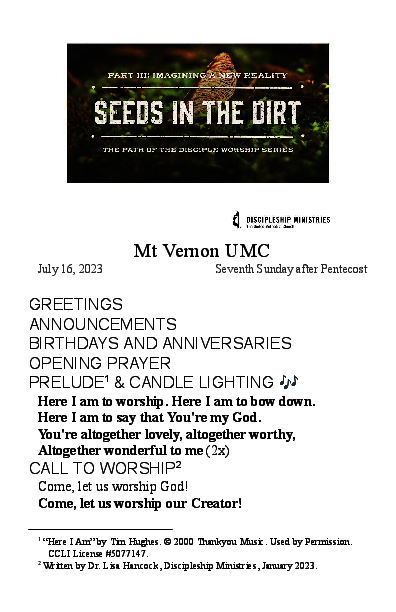 PART III: IMAGINING A NEW REALITY
SEEDS IN THE DIRT
THE PATH OF THE DISCIPLE WORSHIP SERIES
DISCIPLESHIP MINISTRIES
The United Methodist Church
Mt Vernon UMC
July 16, 2023 Seventh Sunday after Pentecost
GREETINGS
ANNOUNCEMENTS
BIRTHDAYS AND ANNIVERSARIES
OPENING PRAYER
PRELUDE¹ & CANDLE LIGHTING 🎶
Here I am to worship. Here I am to bow down.
Here I am to say that You're my God.
You're altogether lovely, altogether worthy,
Altogether wonderful to me (2x)
CALL TO WORSHIP²
Come, let us worship God!
Come, let us worship our Creator!
¹ “Here I Am” by Tim Hughes. © 2000 Thankyou Music. Used by Permission.
CCLI License #5077147.
² Written by Dr. Lisa Hancock, Discipleship Ministries, January 2023.